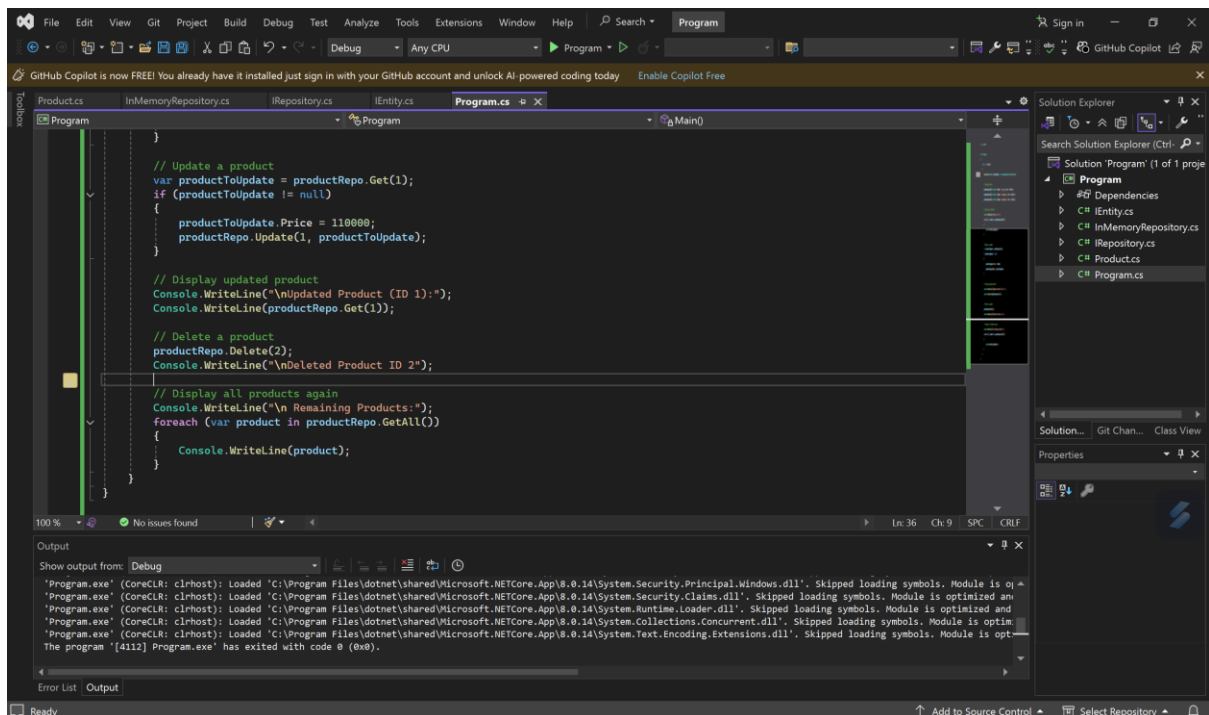 File Edit View Git Project Build Debug Test Analyze Tools Extensions Window Help Search Program Sign in
Debug Any CPU Program GitHub Copilot
GitHub Copilot is now FREE! You already have it installed just sign in with your GitHub account and unlock AI-powered coding today Enable Copilot Free
Toolbox
Product.cs InMemoryRepository.cs IRepository.cs IEntity.cs Program.cs
Program Program Main()
}
// Update a product
var productToUpdate = productRepo.Get(1);
if (productToUpdate != null)
{
productToUpdate.Price = 110000;
productRepo.Update(1, productToUpdate);
}
// Display updated product
Console.WriteLine("\nUpdated Product (ID 1):");
Console.WriteLine(productRepo.Get(1));
// Delete a product
productRepo.Delete(2);
Console.WriteLine("\nDeleted Product ID 2");
// Display all products again
Console.WriteLine("\n Remaining Products:");
foreach (var product in productRepo.GetAll())
{
Console.WriteLine(product);
}
}
}
100 % No issues found Ln: 36 Ch: 9 SPC CRLF
Output
Show output from: Debug
'Program.exe' (CoreCLR: clrhost): Loaded 'C:\Program Files\dotnet\shared\Microsoft.NETCore.App\8.0.14\System.Security.Principal.Windows.dll'. Skipped loading symbols. Module is op
'Program.exe' (CoreCLR: clrhost): Loaded 'C:\Program Files\dotnet\shared\Microsoft.NETCore.App\8.0.14\System.Security.Claims.dll'. Skipped loading symbols. Module is optimized an
'Program.exe' (CoreCLR: clrhost): Loaded 'C:\Program Files\dotnet\shared\Microsoft.NETCore.App\8.0.14\System.Runtime.Loader.dll'. Skipped loading symbols. Module is optimized and
'Program.exe' (CoreCLR: clrhost): Loaded 'C:\Program Files\dotnet\shared\Microsoft.NETCore.App\8.0.14\System.Collections.Concurrent.dll'. Skipped loading symbols. Module is optim
'Program.exe' (CoreCLR: clrhost): Loaded 'C:\Program Files\dotnet\shared\Microsoft.NETCore.App\8.0.14\System.Text.Encoding.Extensions.dll'. Skipped loading symbols. Module is opt
The program '[4112] Program.exe' has exited with code 0 (0x0).
Error List Output
Solution Explorer
Search Solution Explorer (Ctrl-
Solution 'Program' (1 of 1 proje
C# Program
Dependencies
C# IEntity.cs
C# InMemoryRepository.cs
C# IRepository.cs
C# Product.cs
C# Program.cs
Solution... Git Chan... Class View
Properties
Ready Add to Source Control Select Repository